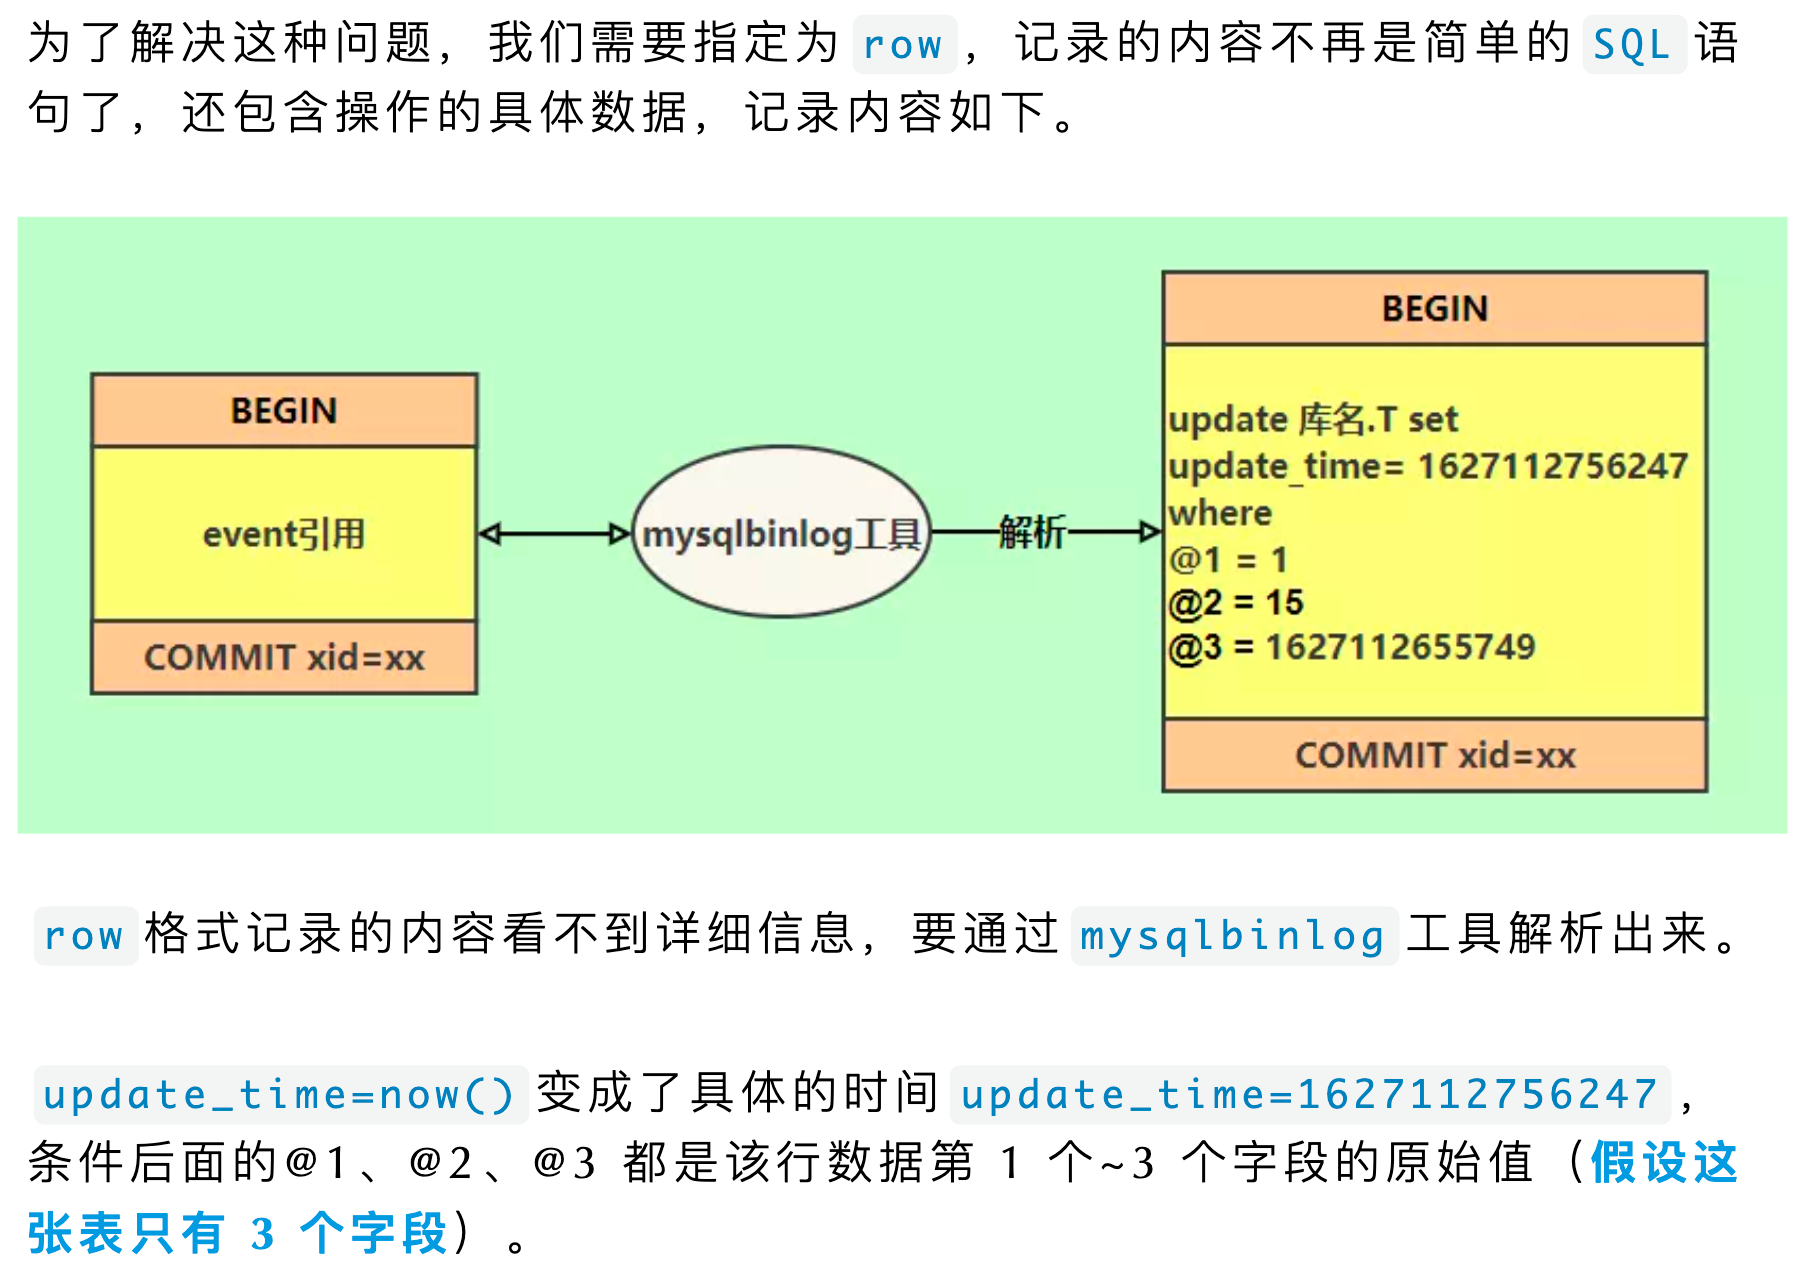 为了解决这种问题，我们需要指定为 row ，记录的内容不再是简单的 SQL 语
句了，还包含操作的具体数据，记录内容如下。
BEGIN
event引用
COMMIT xid=xx
mysqlbinlog工具
解析
BEGIN
update 库名.T set
update_time= 1627112756247
where
@1 = 1
@2 = 15
@3 = 1627112655749
COMMIT xid=xx
row 格式记录的内容看不到详细信息，要通过 mysqlbinlog 工具解析出来。
update_time=now() 变成了具体的时间 update_time=1627112756247 ，
条件后面的@1、@2、@3 都是该行数据第 1 个~3 个字段的原始值（假设这
张表只有 3 个字段）。